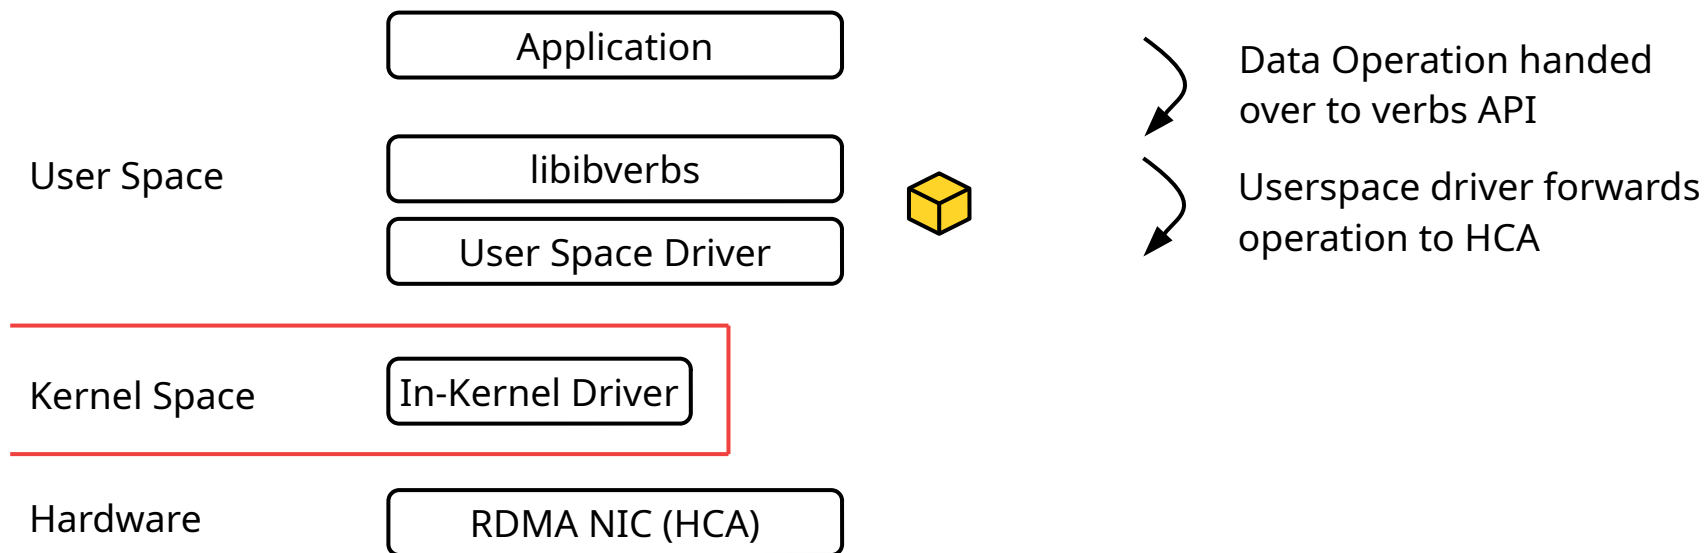 Application
Data Operation handed
over to verbs API
User Space
libibverbs
Userspace driver forwards
operation to HCA
User Space Driver
Kernel Space
In-Kernel Driver
Hardware
RDMA NIC (HCA)